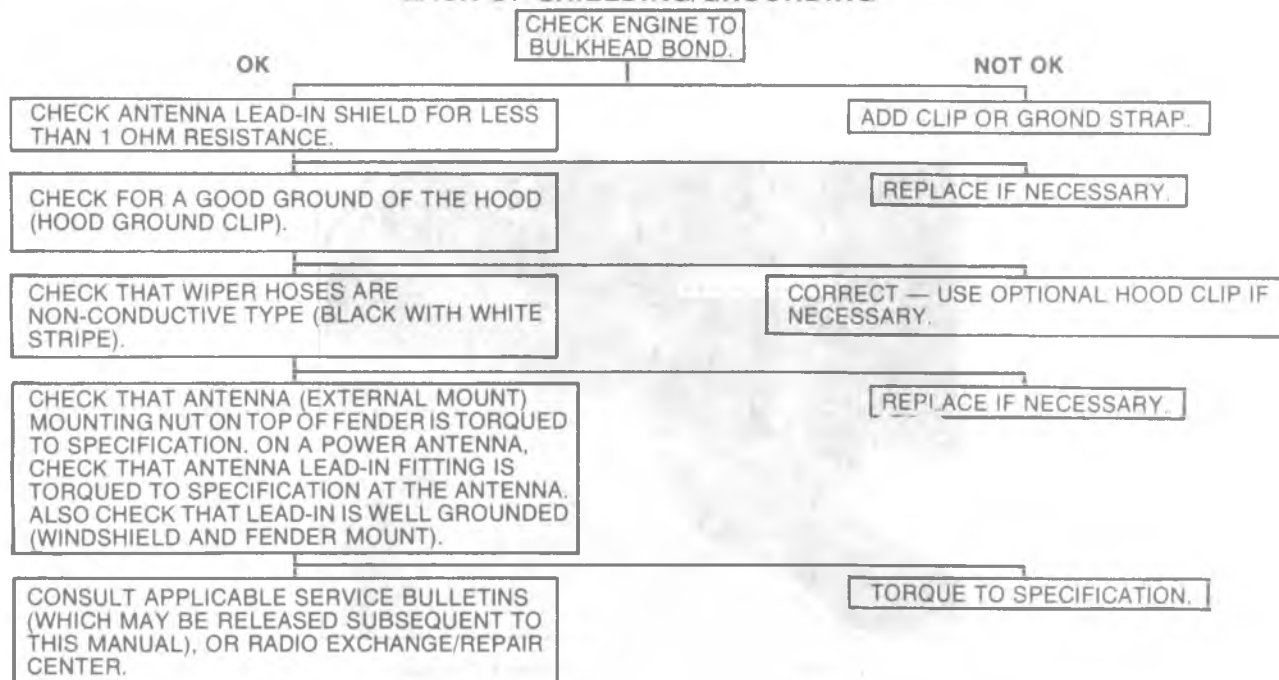 CHECK ENGINE TO
BULKHEAD BOND.
OK
NOT OK
CHECK ANTENNA LEAD-IN SHIELD FOR LESS
THAN 1 OHM RESISTANCE.
ADD CLIP OR GROND STRAP.
CHECK FOR A GOOD GROUND OF THE HOOD
(HOOD GROUND CLIP).
REPLACE IF NECESSARY.
CHECK THAT WIPER HOSES ARE
NON-CONDUCTIVE TYPE (BLACK WITH WHITE
STRIPE).
CORRECT — USE OPTIONAL HOOD CLIP IF
NECESSARY.
CHECK THAT ANTENNA (EXTERNAL MOUNT)
MOUNTING NUT ON TOP OF FENDER IS TORQUED
TO SPECIFICATION. ON A POWER ANTENNA,
CHECK THAT ANTENNA LEAD-IN FITTING IS
TORQUED TO SPECIFICATION AT THE ANTENNA.
ALSO CHECK THAT LEAD-IN IS WELL GROUNDED
(WINDSHIELD AND FENDER MOUNT).
REPLACE IF NECESSARY.
CONSULT APPLICABLE SERVICE BULLETINS
(WHICH MAY BE RELEASED SUBSEQUENT TO
THIS MANUAL), OR RADIO EXCHANGE/REPAIR
CENTER.
TORQUE TO SPECIFICATION.